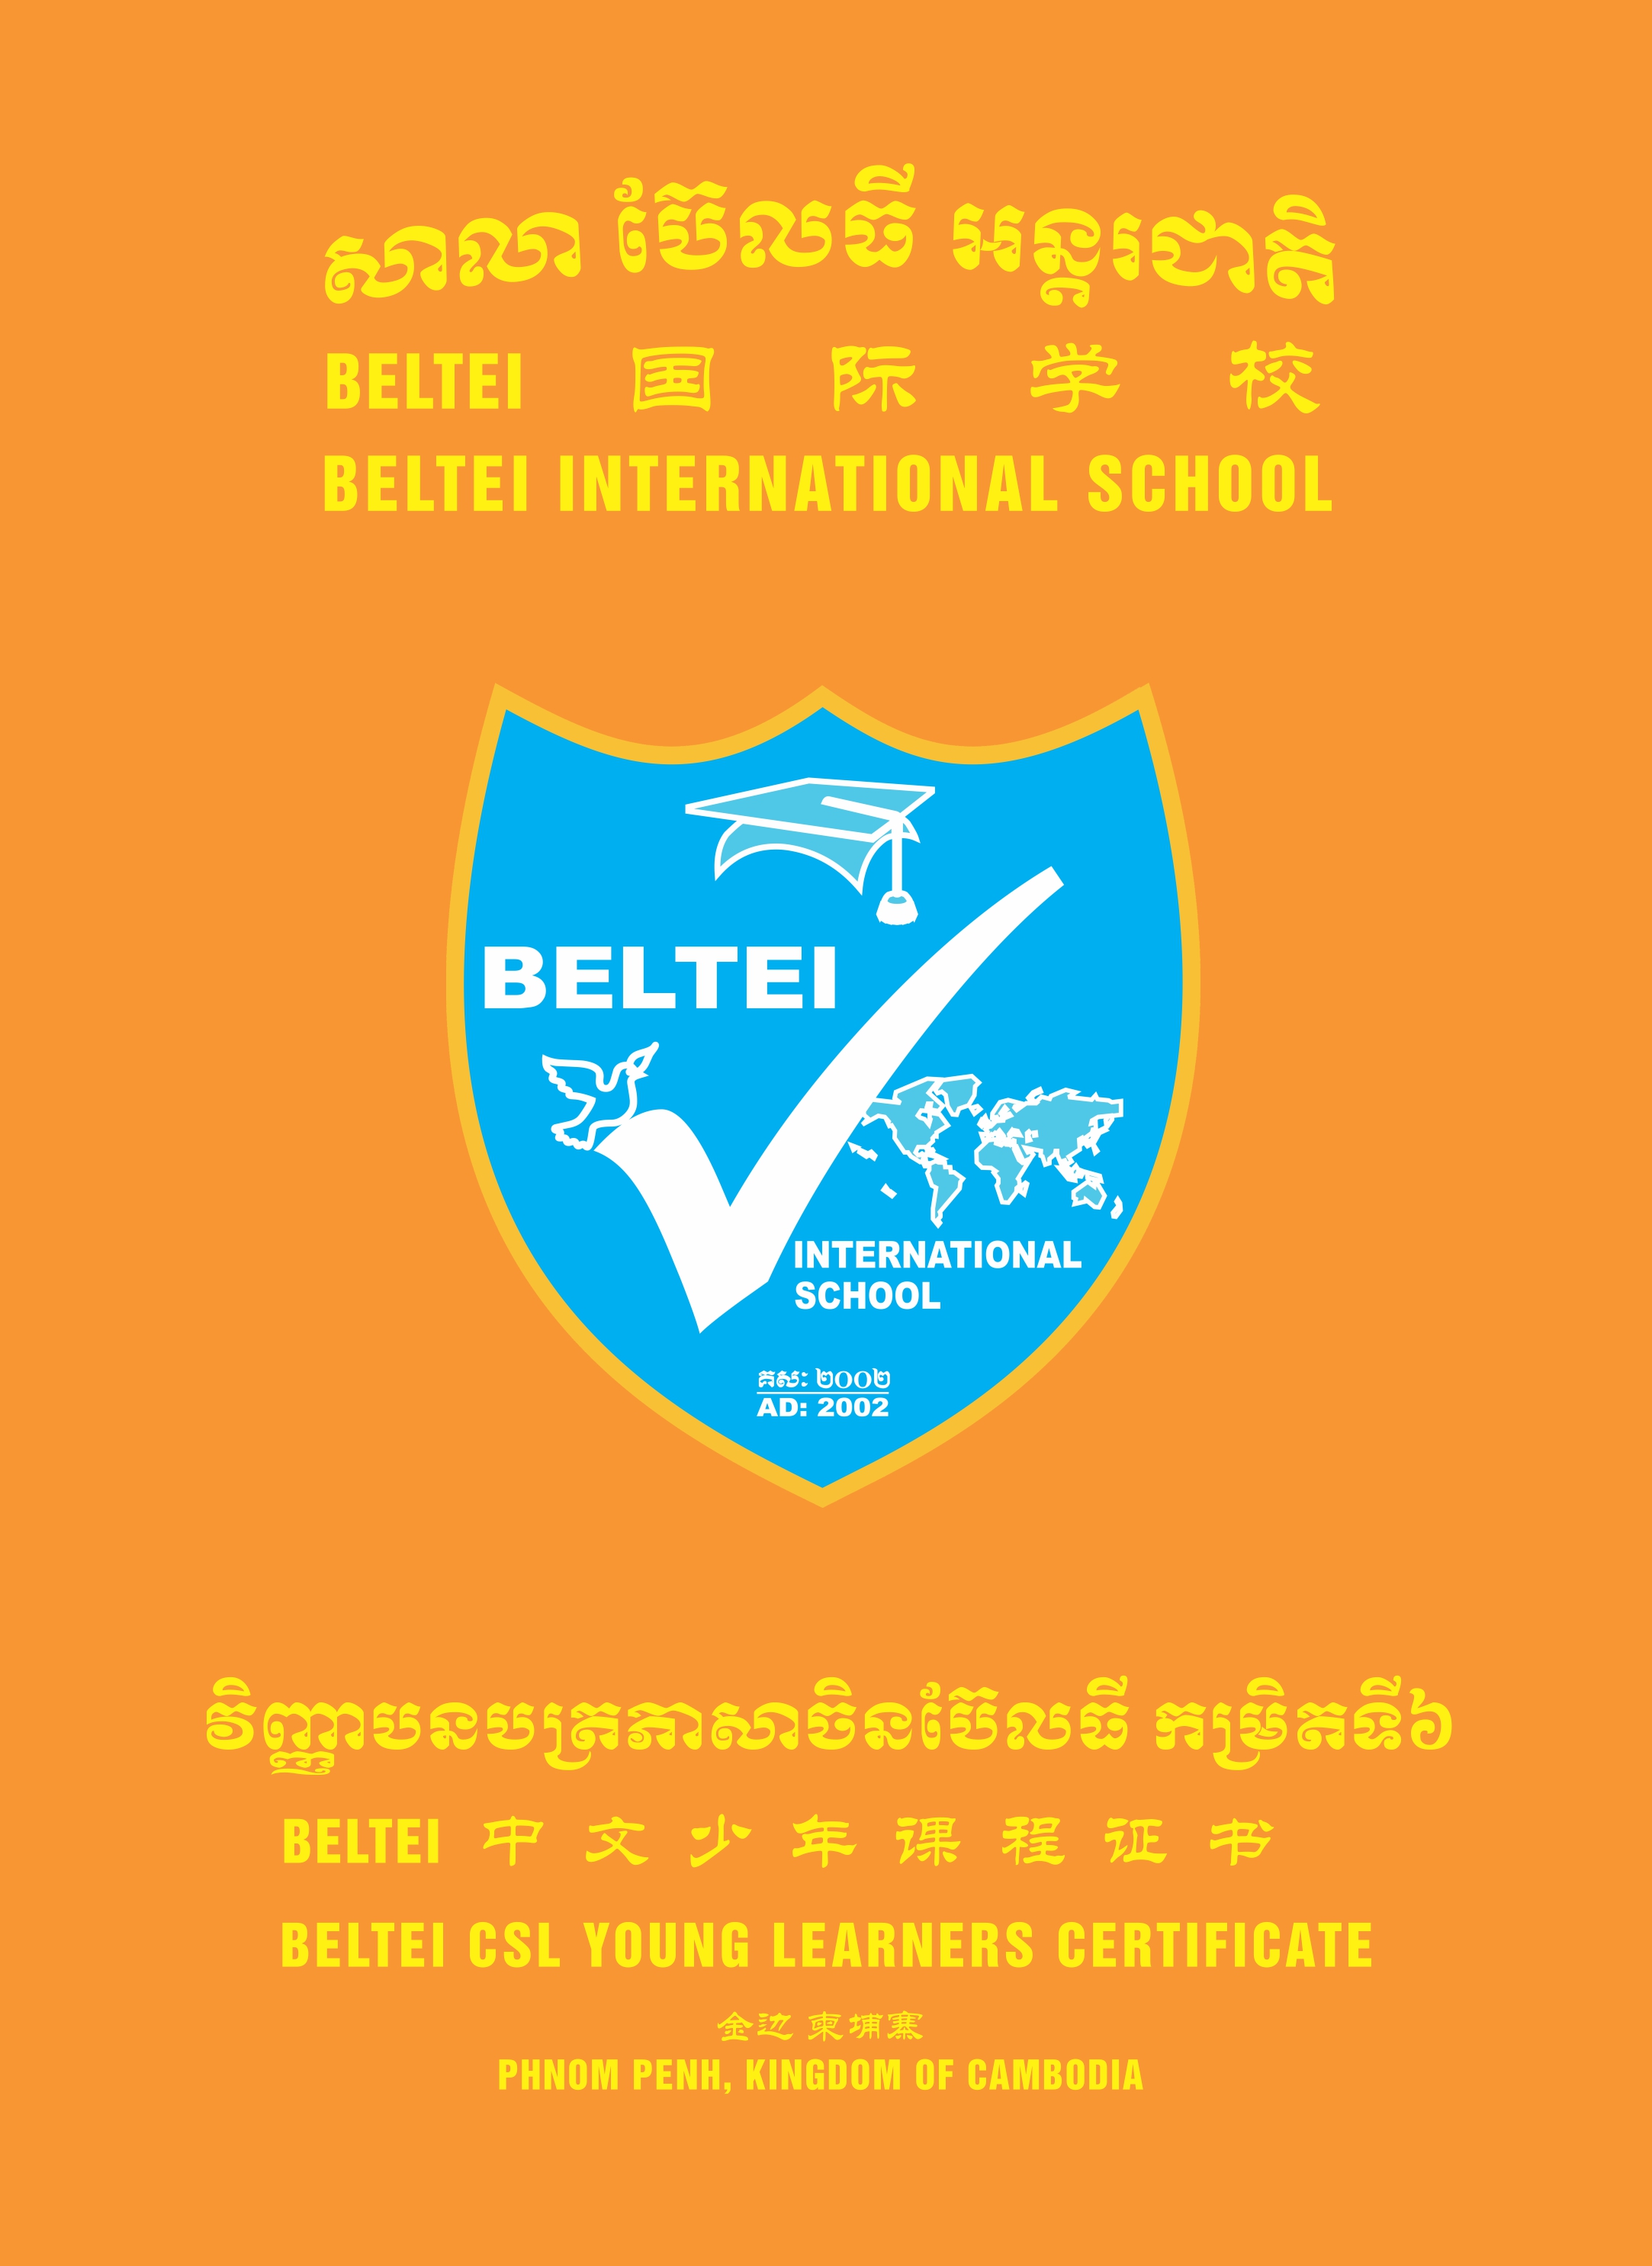 សាលា ប៊ែលធី អន្តរជាតិ
BELTEI 国际学校
BELTEI INTERNATIONAL SCHOOL
BELTEI
INTERNATIONAL
SCHOOL
គស: ២០០២
AD: 2002
វិញ្ញាបនបត្រភាសាចិនប៊ែលធី កម្រិតទី៦
BELTEI 中文少年课程证书
BELTEI CSL YOUNG LEARNERS CERTIFICATE
金边 柬埔寨
PHNOM PENH, KINGDOM OF CAMBODIA